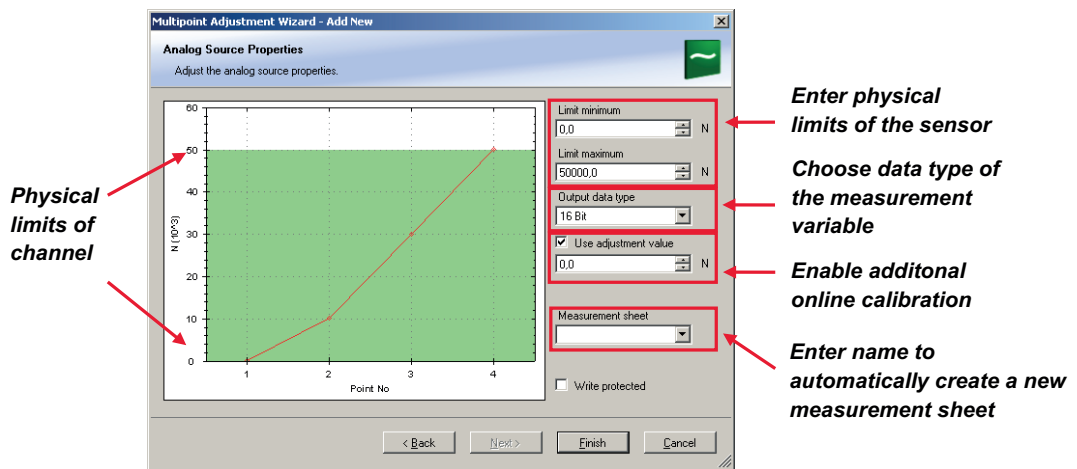 Multipoint Adjustment Wizard - Add New
Analog Source Properties
Adjust the analog source properties.
Physical
limits of
channel
60
50
40
30
20
10
0
N (10^3)
1
2
3
4
Point No
Limit minimum
0,0
N
Limit maximum
50000,0
N
Output data type
16 Bit
Use adjustment value
0,0
N
Measurement sheet
Write protected
< Back
Next >
Finish
Cancel
Enter physical
limits of the sensor
Choose data type of
the measurement
variable
Enable additonal
online calibration
Enter name to
automatically create a new
measurement sheet